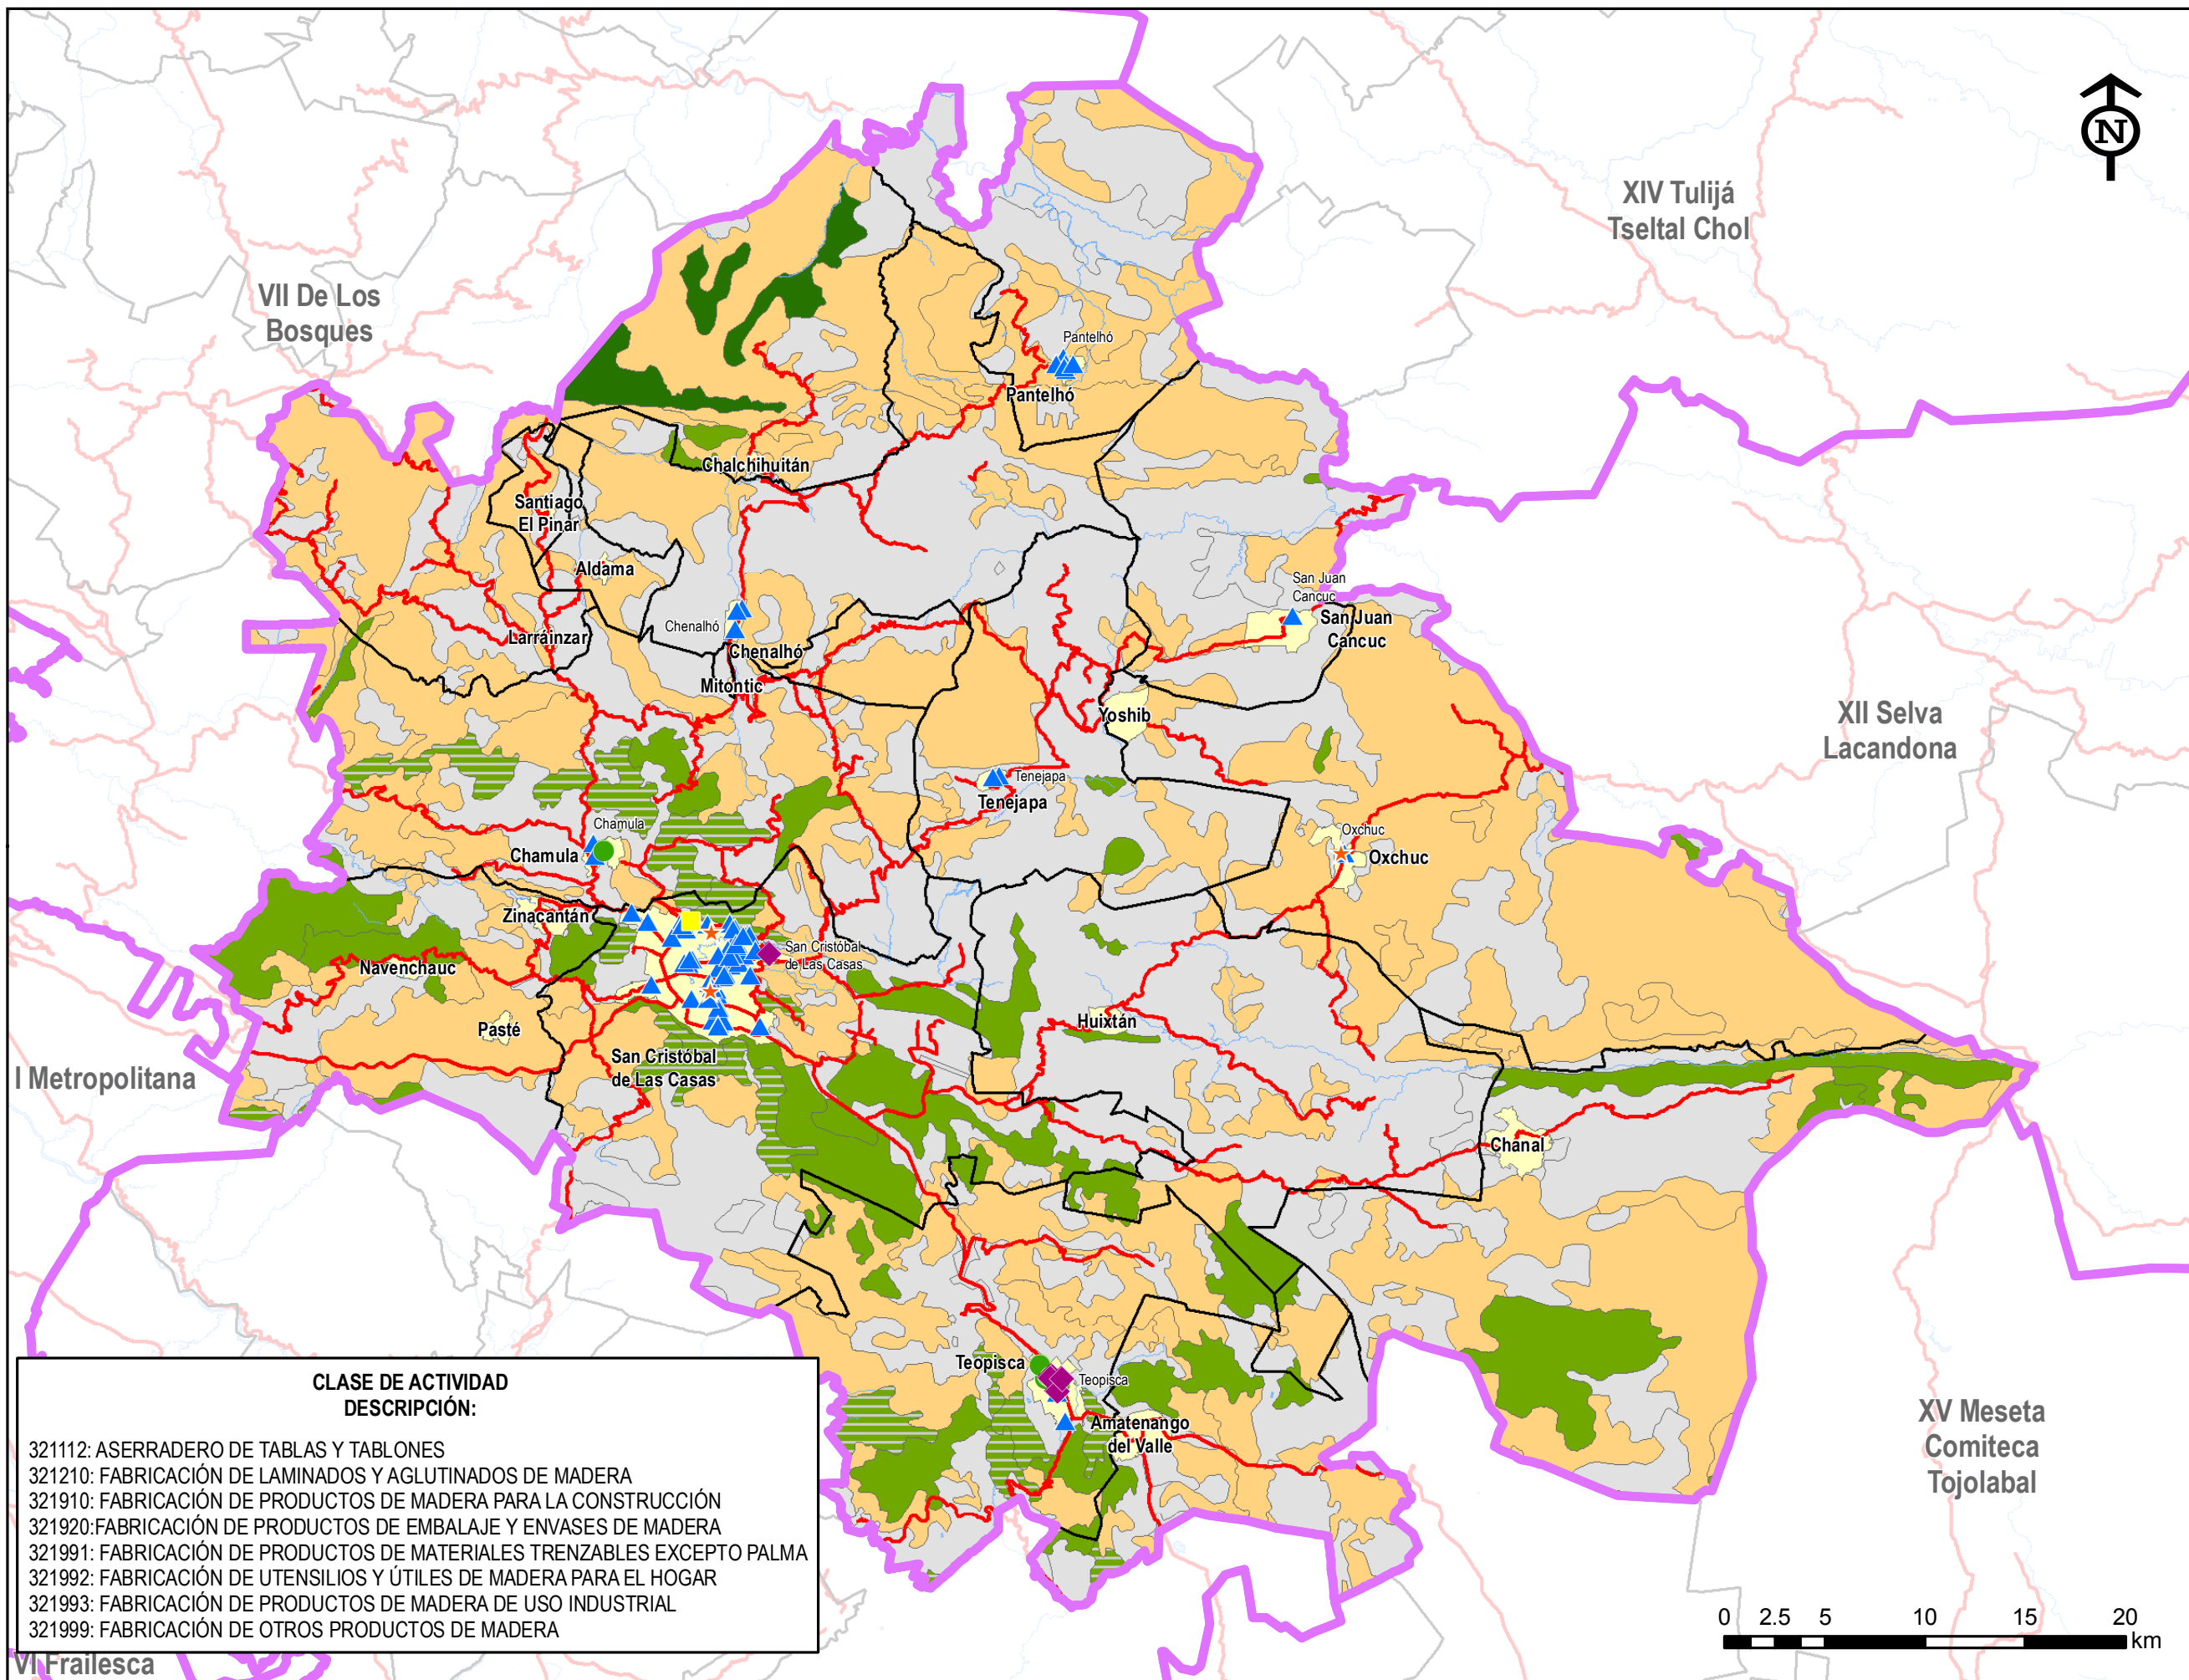 N
XIV Tulijá
Tseltal Chol
VII De Los
Bosques
Pantelhó
Pantelhó
Chalchihuitán
Santiago
El Pinar
Aldama
San Juan
Cancuc
San Juan
Cancuc
Chenalhó
Larráinzar
Chenalhó
Mitontic
Yoshib
XII Selva
Lacandona
Tenejapa
Tenejapa
Chamula
Chamula
Oxchuc
Oxchuc
Zinacantán
San Cristóbal
de Las Casas
Navenchauc
Pasté
Huixtán
San Cristóbal
de Las Casas
I Metropolitana
Chanal
Teopisca
Teopisca
Amatenango
del Valle
XV Meseta
Comiteca
Tojolabal
CLASE DE ACTIVIDAD
DESCRIPCIÓN:
321112: ASERRADERO DE TABLAS Y TABLONES
321210: FABRICACIÓN DE LAMINADOS Y AGLUTINADOS DE MADERA
321910: FABRICACIÓN DE PRODUCTOS DE MADERA PARA LA CONSTRUCCIÓN
321920:FABRICACIÓN DE PRODUCTOS DE EMBALAJE Y ENVASES DE MADERA
321991: FABRICACIÓN DE PRODUCTOS DE MATERIALES TRENZABLES EXCEPTO PALMA
321992: FABRICACIÓN DE UTENSILIOS Y ÚTILES DE MADERA PARA EL HOGAR
321993: FABRICACIÓN DE PRODUCTOS DE MADERA DE USO INDUSTRIAL
321999: FABRICACIÓN DE OTROS PRODUCTOS DE MADERA
0 2.5 5 10 15 20
km
VI Frailesca